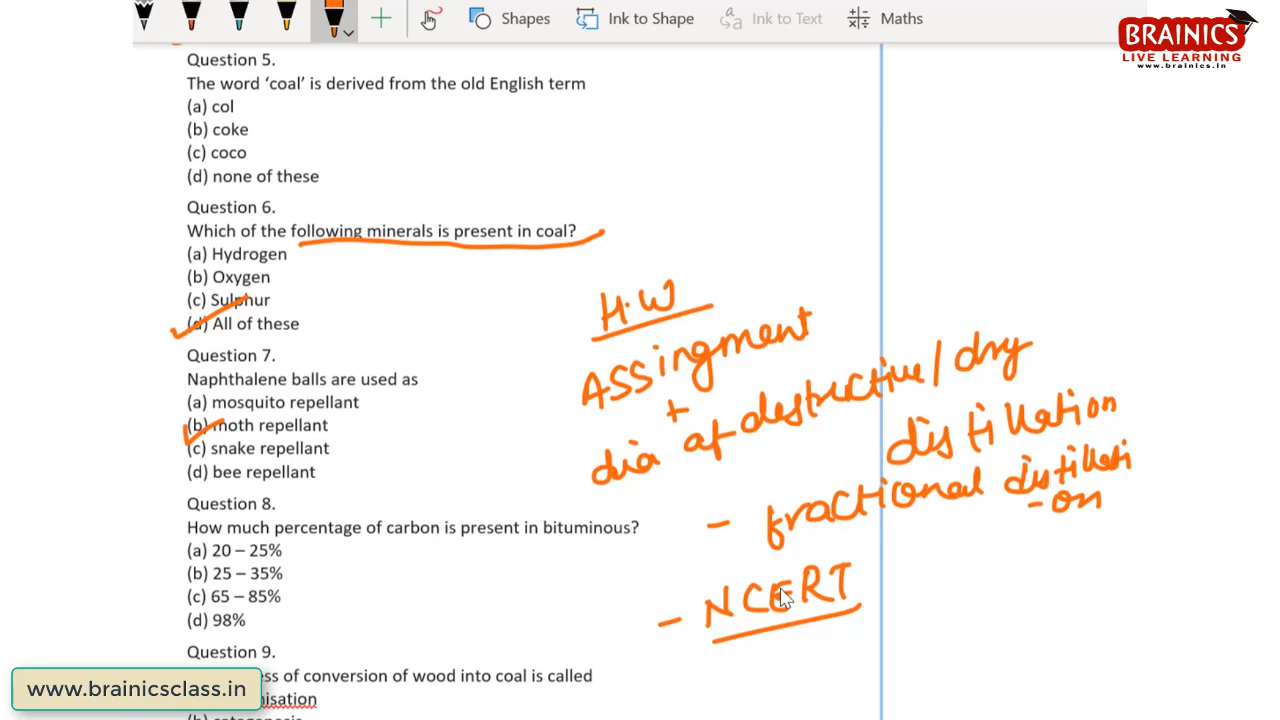 Shapes
Ink to Shape
Ink to Text
Maths
BRAINICS
LIVE LEARNING
www.brainics.in
Question 5.
The word ‘coal’ is derived from the old English term
(a) col
(b) coke
(c) coco
(d) none of these
Question 6.
Which of the following minerals is present in coal?
(a) Hydrogen
(b) Oxygen
(c) Sulphur
(d) All of these
Question 7.
Naphthalene balls are used as
(a) mosquito repellant
(b) moth repellant
(c) snake repellant
(d) bee repellant
Question 8.
How much percentage of carbon is present in bituminous?
(a) 20 – 25%
(b) 25 – 35%
(c) 65 – 85%
(d) 98%
Question 9.
ess of conversion of wood into coal is called
nisation
H.W
ASSingment
+
dia of destructive/dry
distillation
- fractional distillati
-on
- NCERT
www.brainicsclass.in